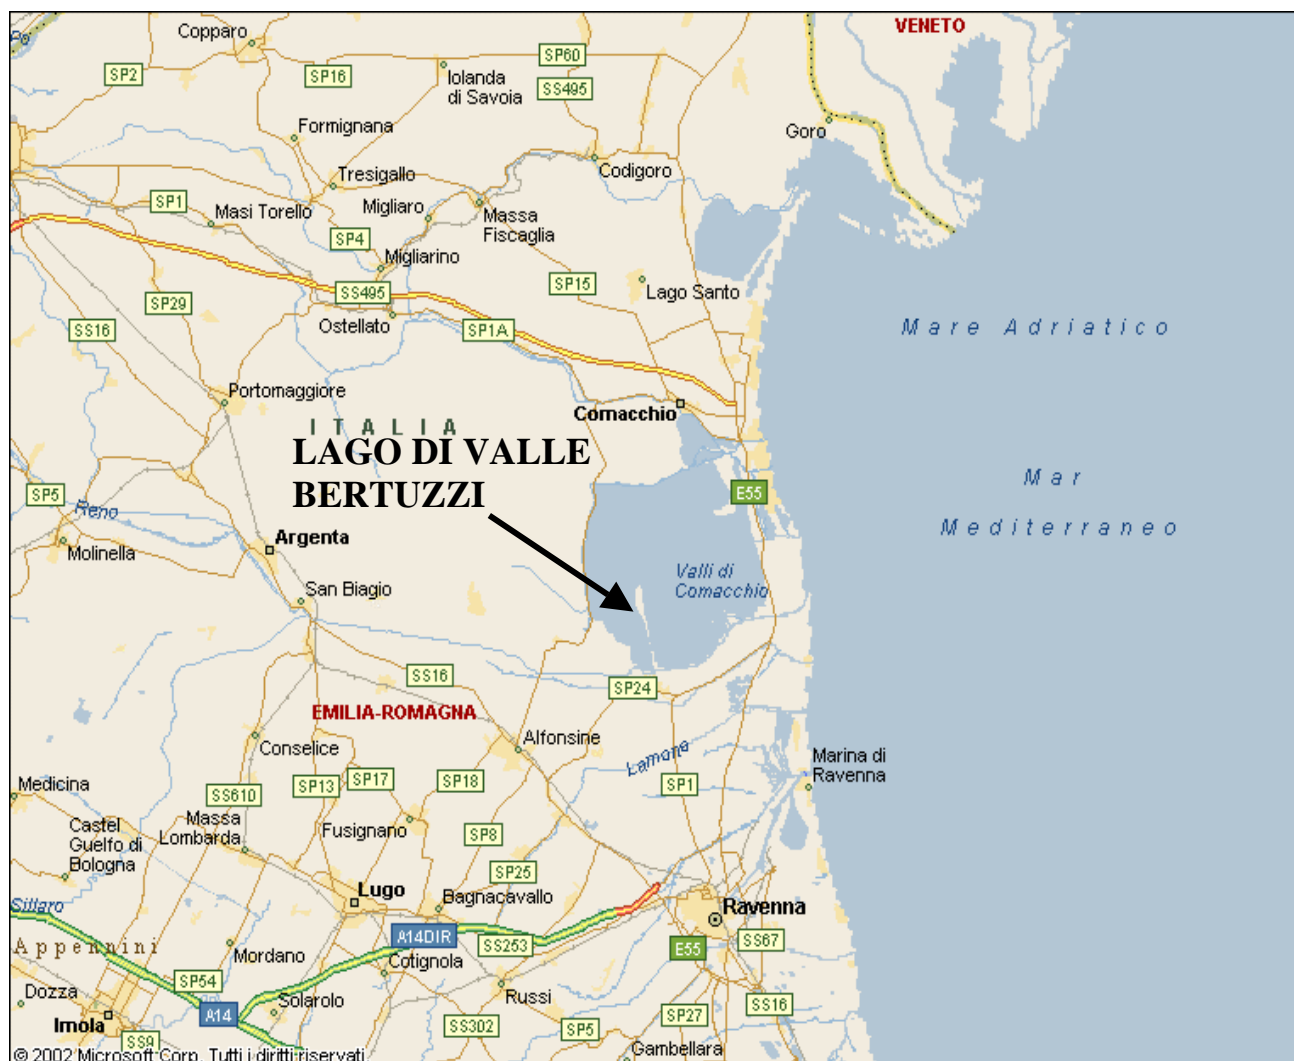 Po
Copparo
VENETO
SP2
SP16
Iolanda
di Savoia
SP60
SS495
Formignana
Goro
Codigoro
Tresigallo
SP1
Masi Torello
Migliaro
Massa
Fiscaglia
SP4
Migliarino
SP29
SS495
SP15
Lago Santo
SS16
Ostellato
SP1A
Mare Adriatico
Portomaggiore
Comacchio
ITALIA
LAGO DI VALLE
BERTUZZI
SP5
Reno
E55
Mar
Mediterraneo
Molinella
Argenta
San Biagio
Valli di
Comacchio
SS16
SP24
EMILIA-ROMAGNA
Conselice
Alfonsine
Lamone
Marina di
Ravenna
Medicina
SS610
SP13
SP17
SP18
SP1
Castel
Guelfo di
Bologna
Massa
Lombarda
Fusignano
SP8
SP25
Lugo
Bagnacavallo
Ravenna
Sillaro
Appennini
A14DIR
SS253
E55
SS67
Mordano
Cotignola
SP54
Dozza
Solarolo
Russi
SS16
Imola
A14
SS302
SP5
SP27
SS9
Gambellara
© 2002 Microsoft Corp. Tutti i diritti riservati.